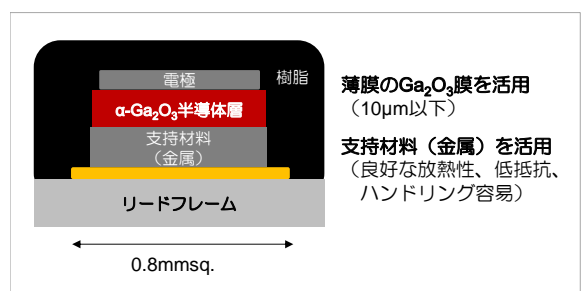 電極
樹脂
α-Ga₂O₃半導体層
支持材料
（金属）
リードフレーム
0.8mmsq.
薄膜のGa₂O₃膜を活用
（10μm以下）
支持材料（金属）を活用
（良好な放熱性、低抵抗、
ハンドリング容易）